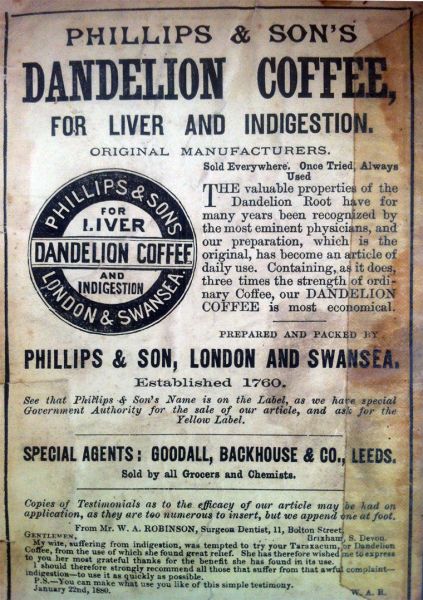 PHILLIPS & SON'S
DANDELION COFFEE,
FOR LIVER AND INDIGESTION.
ORIGINAL MANUFACTURERS.
Sold Everywhere. Once Tried, Always
Used
PHILLIPS & SONS
FOR
LIVER
DANDELION COFFEE
AND
INDIGESTION
LONDON & SWANSEA.
THE valuable properties of the
Dandelion Root have for
many years been recognized by
the most eminent physicians, and
our preparation, which is the
original, has become an article of
daily use. Containing, as it does,
three times the strength of ordi-
nary Coffee, our DANDELION
COFFEE is most economical.
PREPARED AND PACKED BY
PHILLIPS & SON, LONDON AND SWANSEA.
Established 1760.
See that Phillips & Son's Name is on the Label, as we have special
Government Authority for the sale of our article, and ask for the
Yellow Label.
SPECIAL AGENTS: GOODALL, BACKHOUSE & CO., LEEDS.
Sold by all Grocers and Chemists.
Copies of Testimonials as to the efficacy of our article may be had on
application, as they are too numerous to insert, but we append one at foot.
From Mr. W. A. ROBINSON, Surgeon Dentist, 11, Bolton Street,
GENTLEMEN, Brixham, S. Devon.
My wife, suffering from indigestion, was tempted to try your Taraxacum, or Dandelion
Coffee, from the use of which she found great relief. She has therefore wished me to express
to you her most grateful thanks for the benefit she has found in its use.
I should therefore strongly recommend all those that suffer from that awful complaint—
indigestion—to use it as quickly as possible.
P.S.—You can make what use you like of this simple testimony.
January 22nd, 1880. W. A. R.